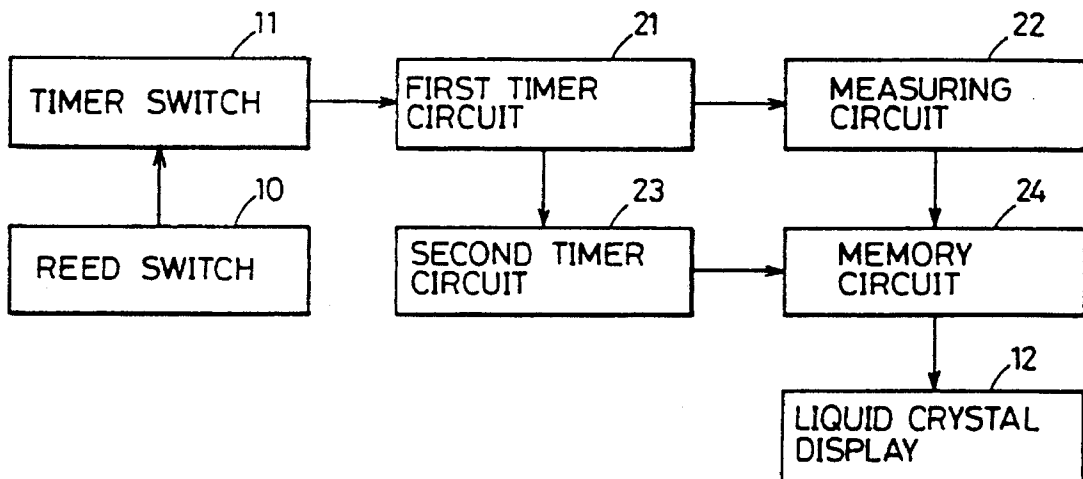 11
21
22
TIMER SWITCH
FIRST TIMER
CIRCUIT
MEASURING
CIRCUIT
10
23
24
REED SWITCH
SECOND TIMER
CIRCUIT
MEMORY
CIRCUIT
12
LIQUID CRYSTAL
DISPLAY